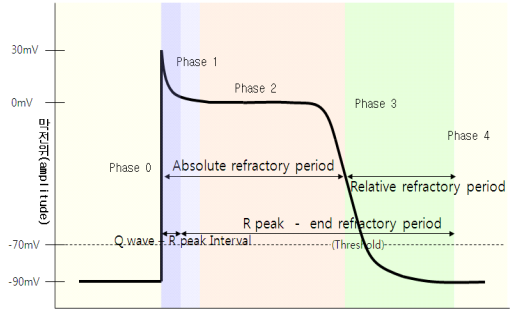 30mV
Phase 1
Phase 2
0mV
Phase 3
막전위(amplitude)
Phase 4
Phase 0
Absolute refractory period
Relative refractory period
R peak - end refractory period
Q wave - R peak Interval
-70mV
(Threshold)
-90mV